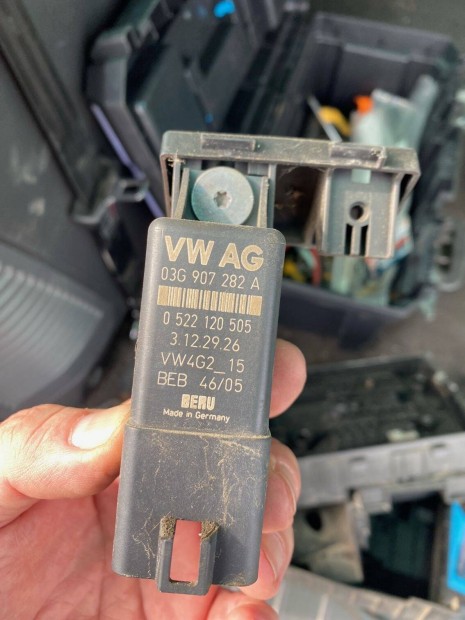 VW AG
03G 907 282 A
0 522 120 505
3.12.29.26
VW4G2_15
BEB 46/05
BERU
Made in Germany